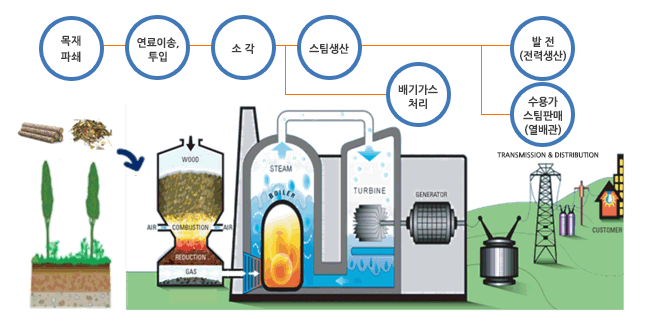 목재
파쇄
연료이송,
투입
소 각
스팀생산
발 전
(전력생산)
배기가스
처리
수용가
스팀판매
(열배관)
TRANSMISSION & DISTRIBUTION
WOOD
STEAM
BOILER
TURBINE
GENERATOR
AIR
COMBUSTION
AIR
REDUCTION
GAS
CUSTOMER